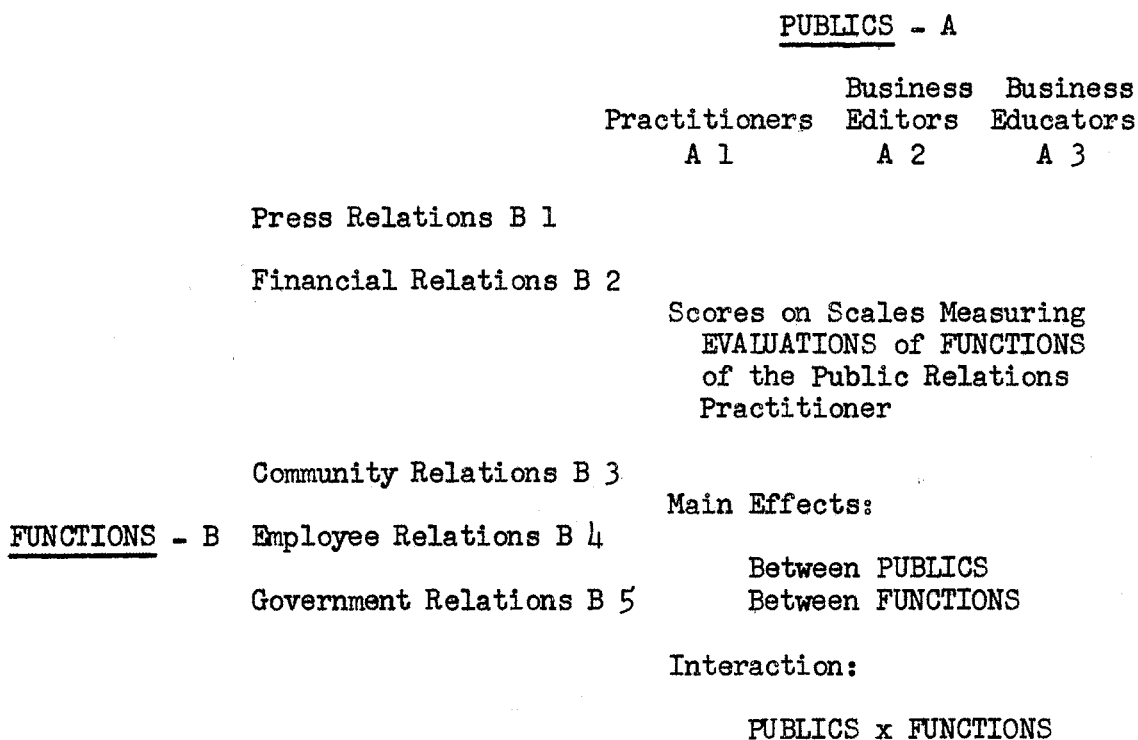 PUBLICS - A
Business Business
Practitioners Editors Educators
A 1 A 2 A 3
Press Relations B 1
Financial Relations B 2
Scores on Scales Measuring
EVALUATIONS of FUNCTIONS
of the Public Relations
Practitioner
Community Relations B 3
Main Effects:
FUNCTIONS - B Employee Relations B 4
Between PUBLICS
Government Relations B 5 Between FUNCTIONS
Interaction:
PUBLICS x FUNCTIONS